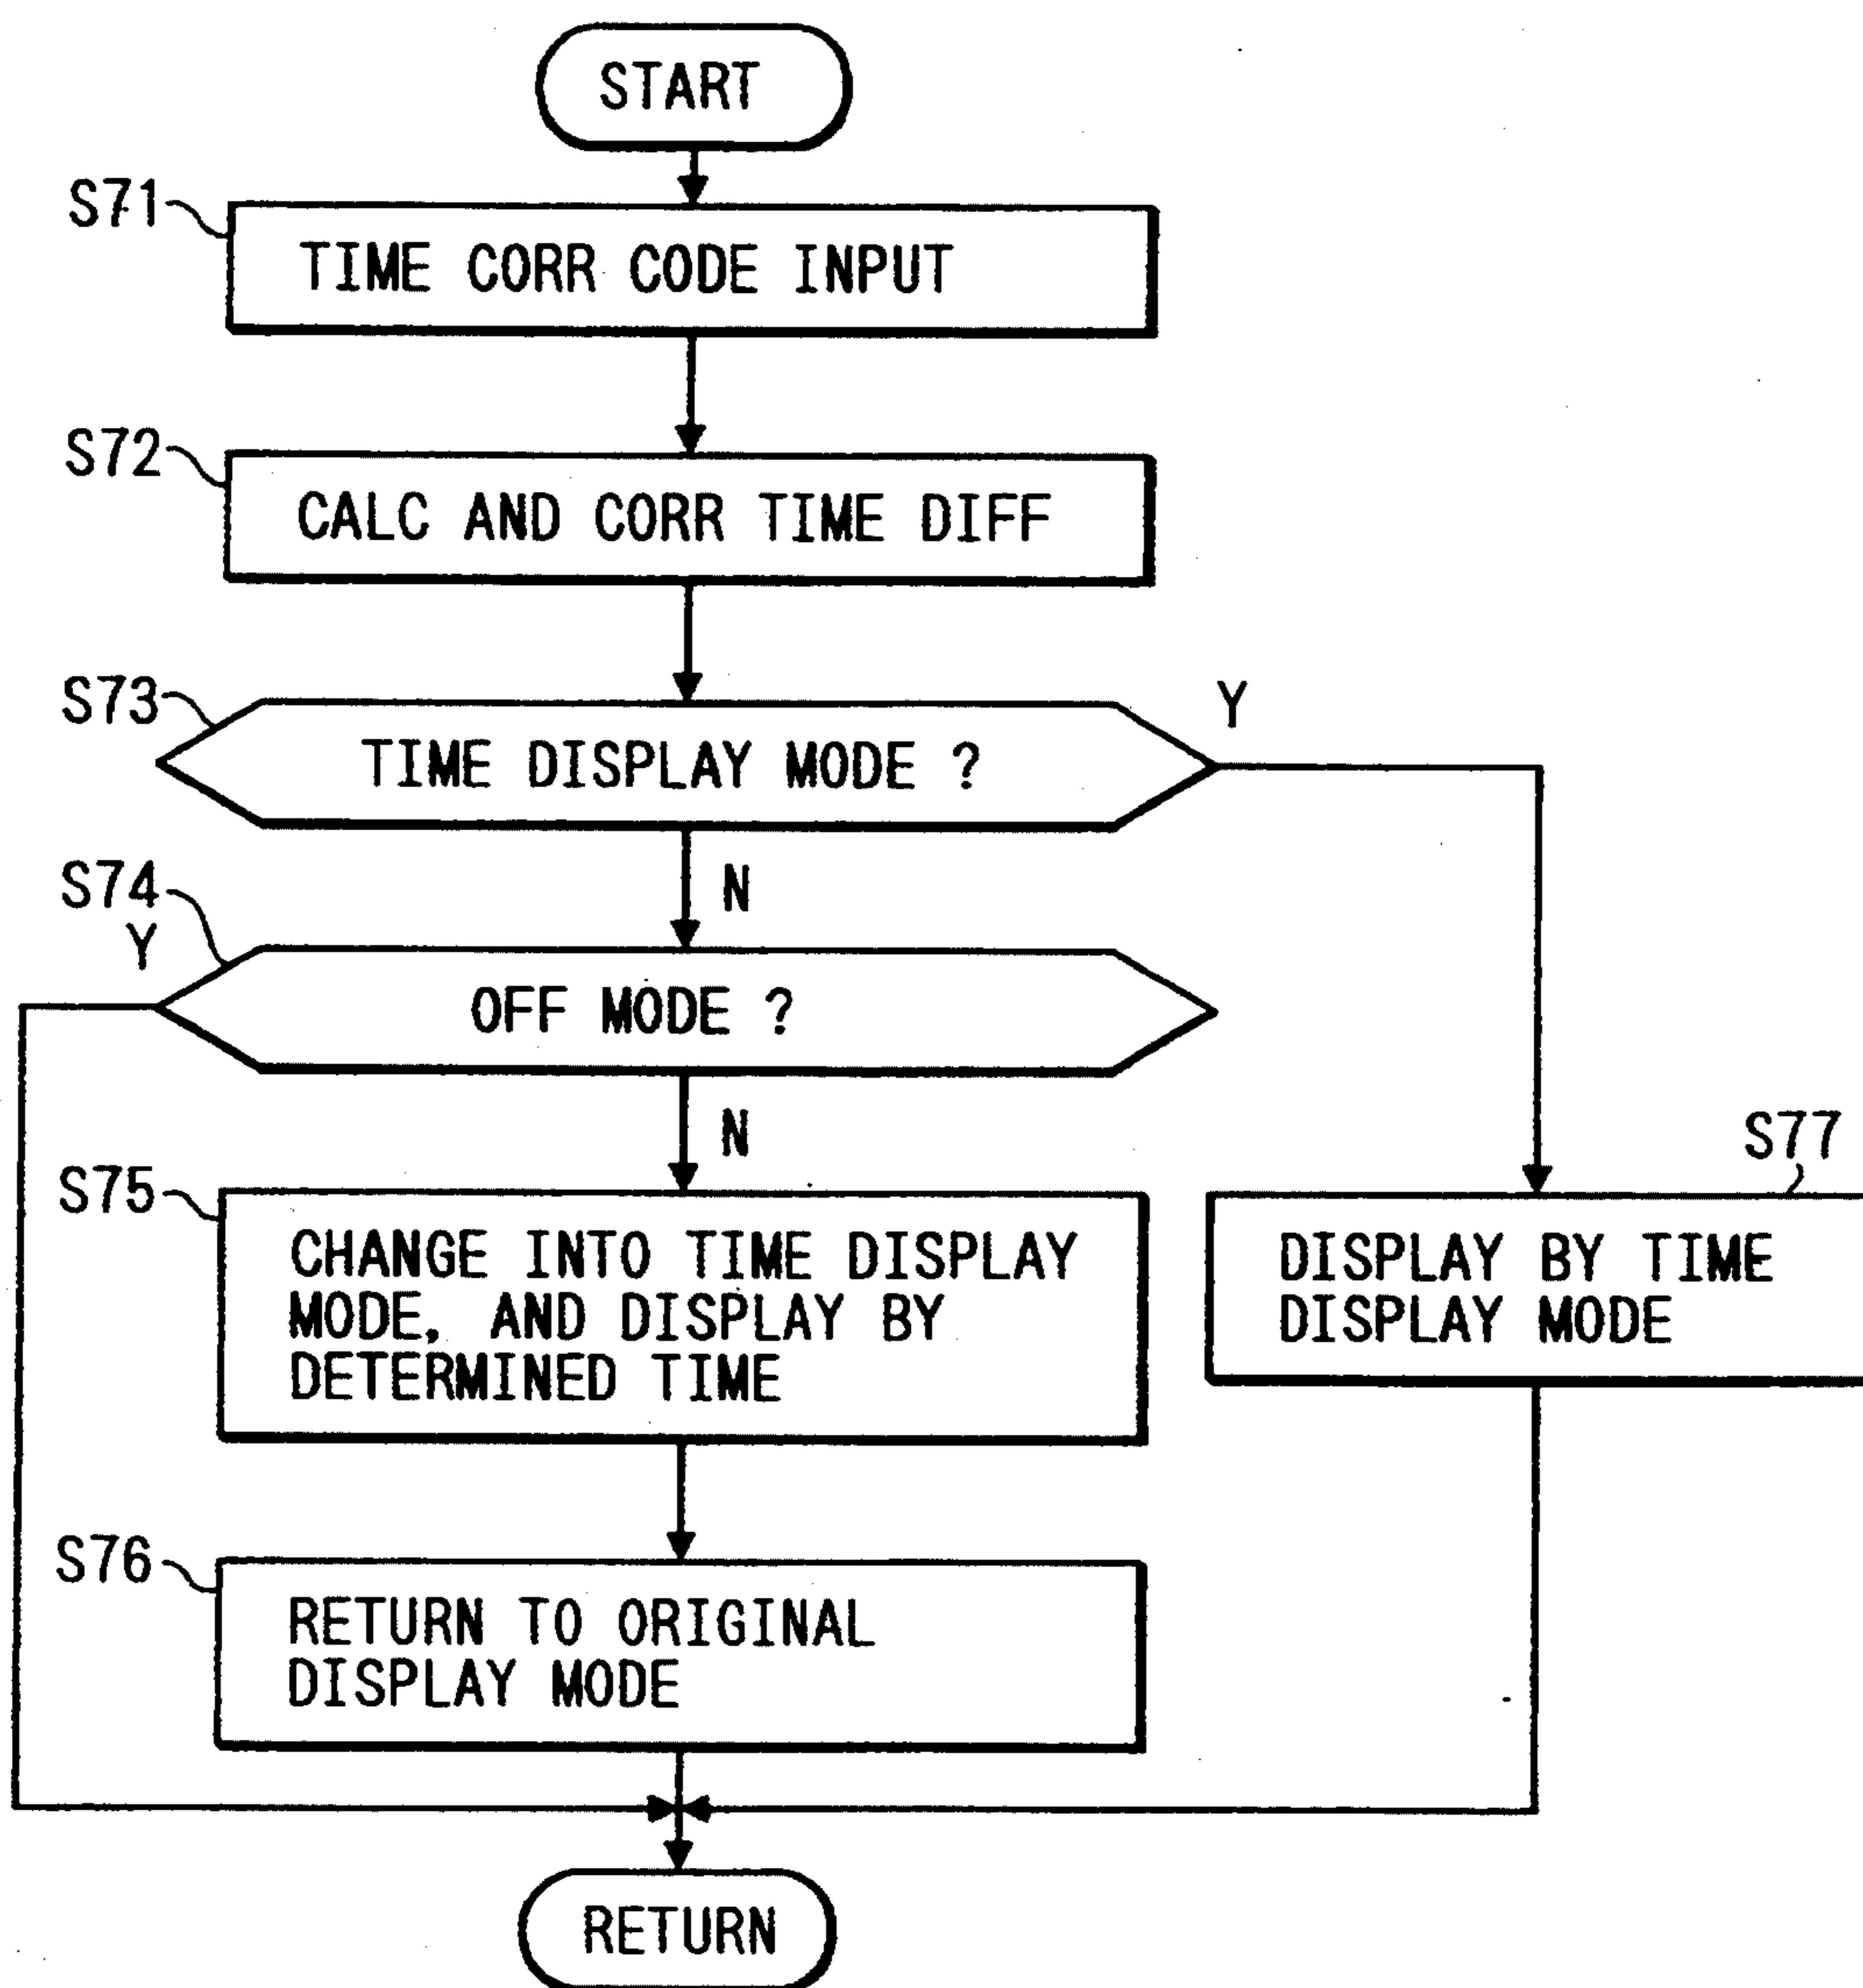 START
S71
TIME CORR CODE INPUT
S72
CALC AND CORR TIME DIFF
S73
TIME DISPLAY MODE ?
Y
N
S74
Y
OFF MODE ?
N
S75
CHANGE INTO TIME DISPLAY
MODE, AND DISPLAY BY
DETERMINED TIME
S77
DISPLAY BY TIME
DISPLAY MODE
S76
RETURN TO ORIGINAL
DISPLAY MODE
RETURN